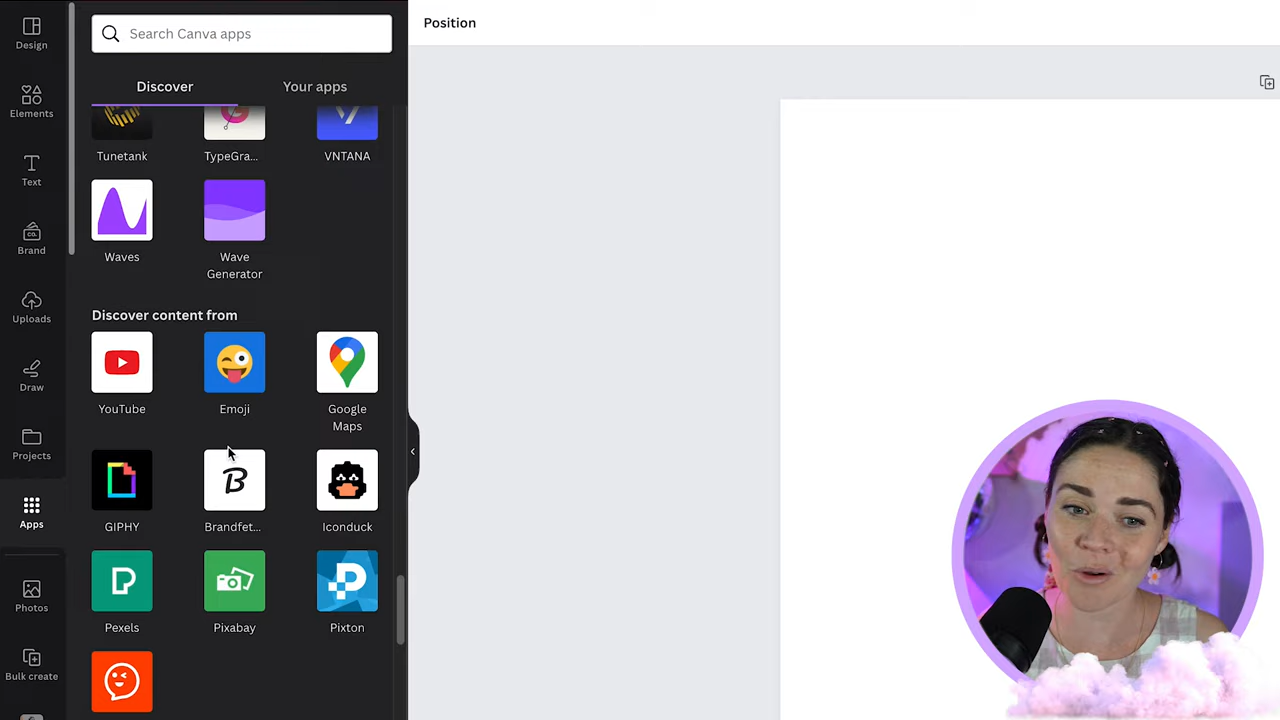 Design
Elements
Text
Brand
CO.
Uploads
Draw
Projects
Apps
Photos
Bulk create
Search Canva apps
Discover
Your apps
Tunetank
TypeGra...
VNTANA
Waves
Wave
Generator
Discover content from
YouTube
Emoji
Google
Maps
GIPHY
B
Brandfet...
Iconduck
P
Pexels
Pixabay
P
Pixton
Position